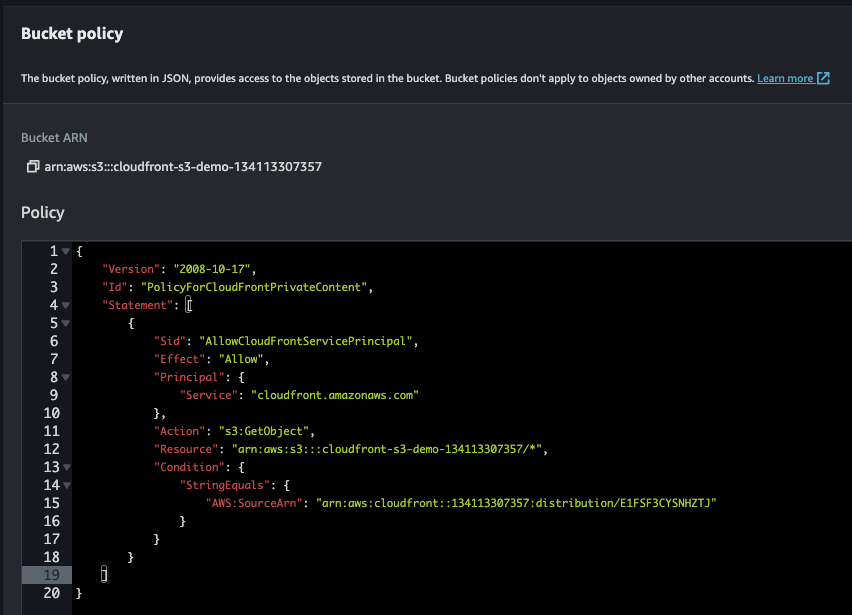 Bucket policy
The bucket policy, written in JSON, provides access to the objects stored in the bucket. Bucket policies don't apply to objects owned by other accounts. Learn more
Bucket ARN
arn:aws:s3:::cloudfront-s3-demo-134113307357
Policy
1 {
2 "Version": "2008-10-17",
3 "Id": "PolicyForCloudFrontPrivateContent",
4 "Statement": [
5 {
6 "Sid": "AllowCloudFrontServicePrincipal",
7 "Effect": "Allow",
8 "Principal": {
9 "Service": "cloudfront.amazonaws.com"
10 },
11 "Action": "s3:GetObject",
12 "Resource": "arn:aws:s3:::cloudfront-s3-demo-134113307357/*",
13 "Condition": {
14 "StringEquals": {
15 "AWS:SourceArn": "arn:aws:cloudfront::134113307357:distribution/E1FSF3CYSNHZTJ"
16 }
17 }
18 }
19 ]
20 }